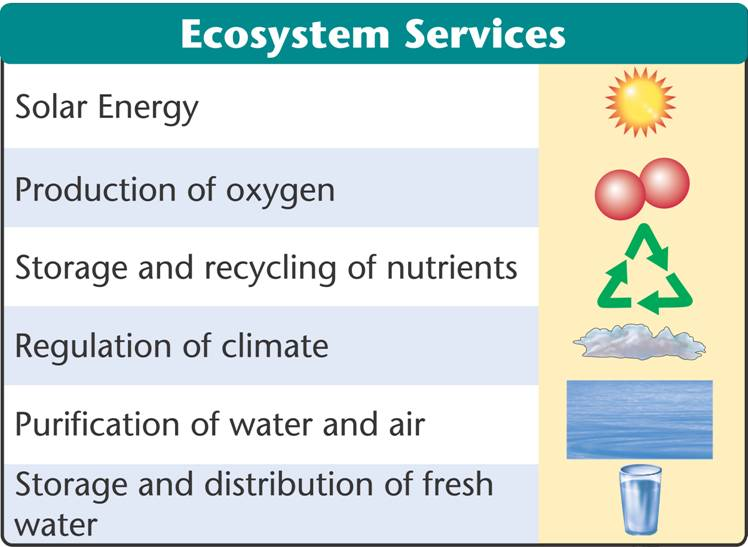 Ecosystem Services
Solar Energy
Production of oxygen
Storage and recycling of nutrients
Regulation of climate
Purification of water and air
Storage and distribution of fresh
water